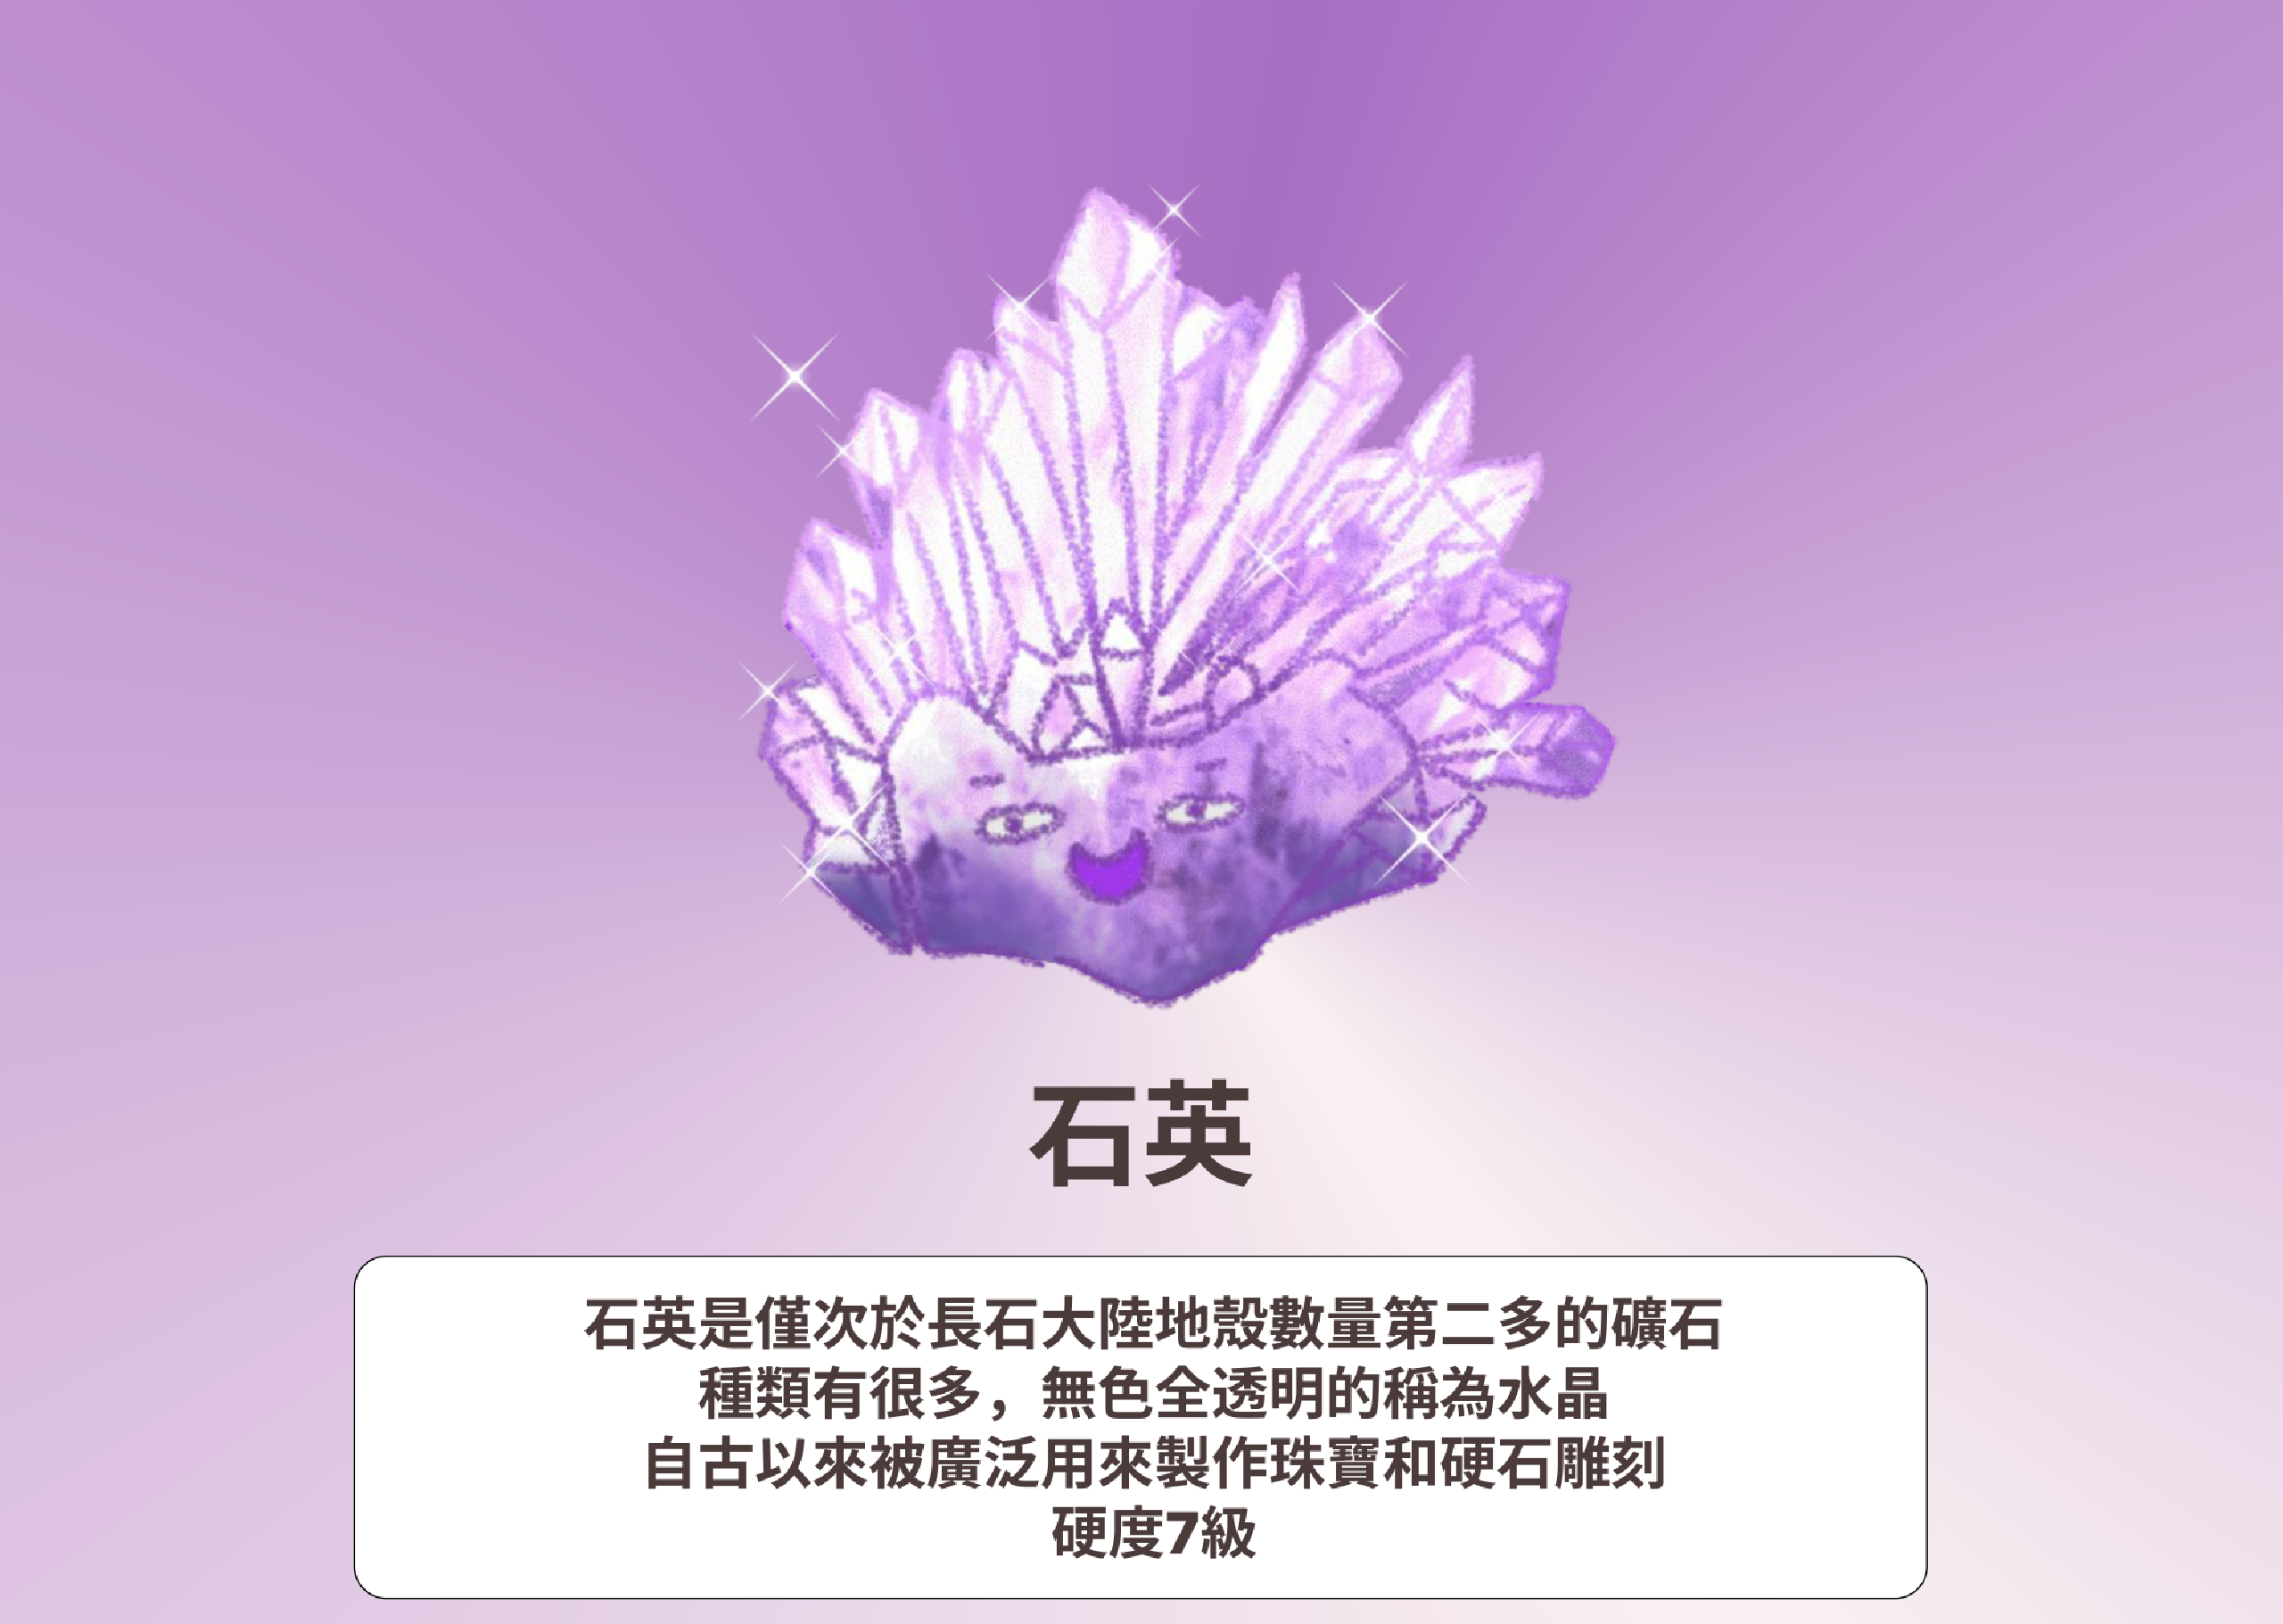 石英
石英是僅次於長石大陸地殼數量第二多的礦石
種類有很多，無色全透明的稱為水晶
自古以來被廣泛用來製作珠寶和硬石雕刻
硬度7級